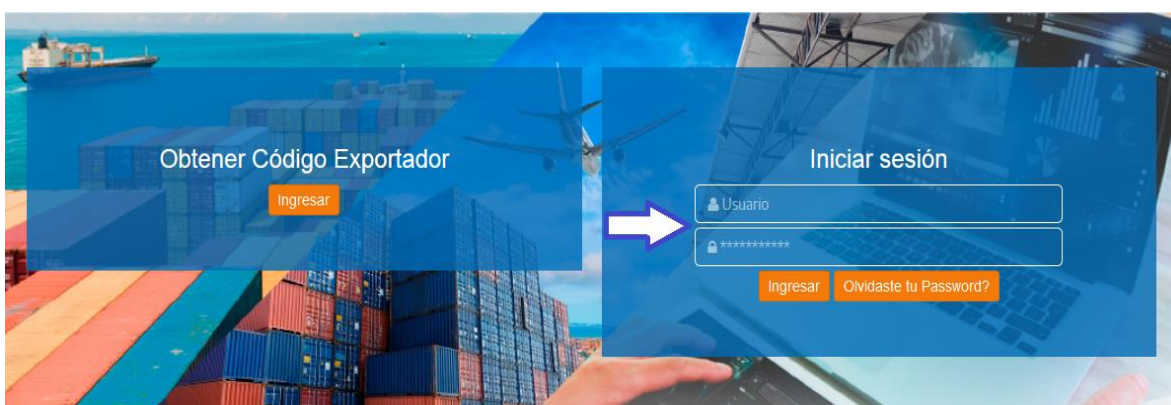 Obtener Código Exportador
Ingresar
Iniciar sesión
Usuario
***********
Ingresar
Olvidaste tu Password?